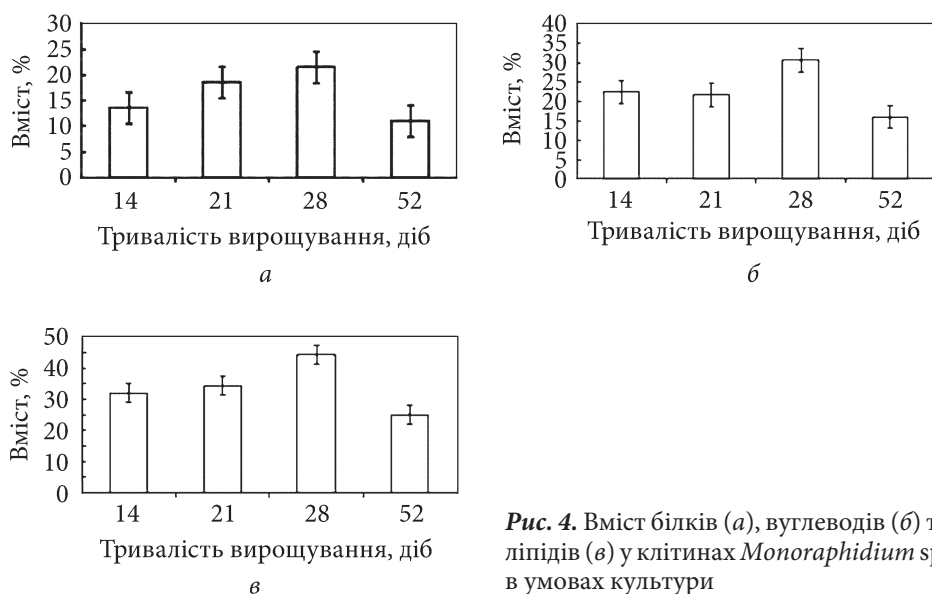 30
25
20
15
10
5
0
Вміст, %
14 21 28 52
Тривалість вирощування, діб
а
40
35
30
25
20
15
10
5
0
Вміст, %
14 21 28 52
Тривалість вирощування, діб
б
50
40
30
20
10
0
Вміст, %
14 21 28 52
Тривалість вирощування, діб
в
Рис. 4. Вміст білків (а), вуглеводів (б)
ліпідів (в) у клітинах Monoraphidium
в умовах культури